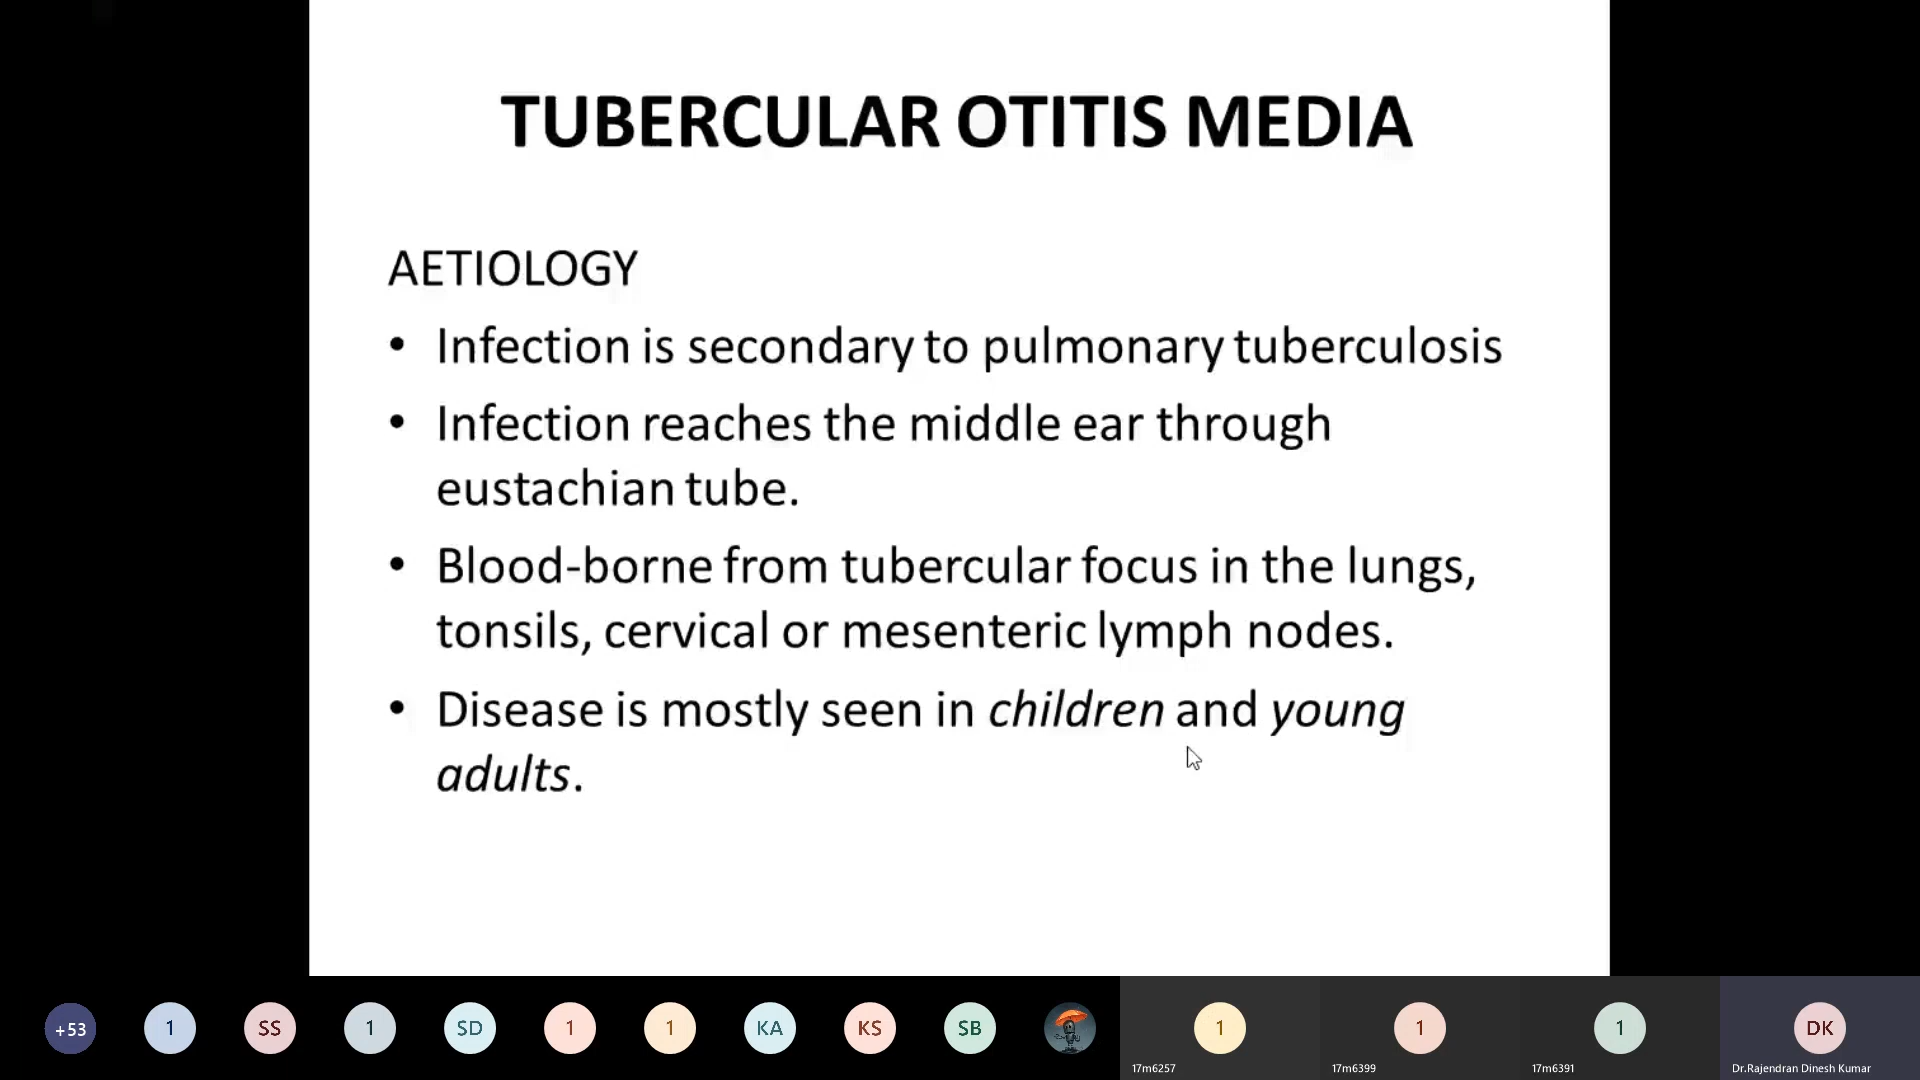 TUBERCULAR OTITIS MEDIA
AETIOLOGY
• Infection is secondary to pulmonary tuberculosis
• Infection reaches the middle ear through
eustachian tube.
• Blood-borne from tubercular focus in the lungs,
tonsils, cervical or mesenteric lymph nodes.
• Disease is mostly seen in children and young
adults.
+53 1 SS 1 SD 1 1 KA KS SB 1 1 1 DK
17m6257 17m6399 17m6391 Dr.Rajendran Dinesh Kumar